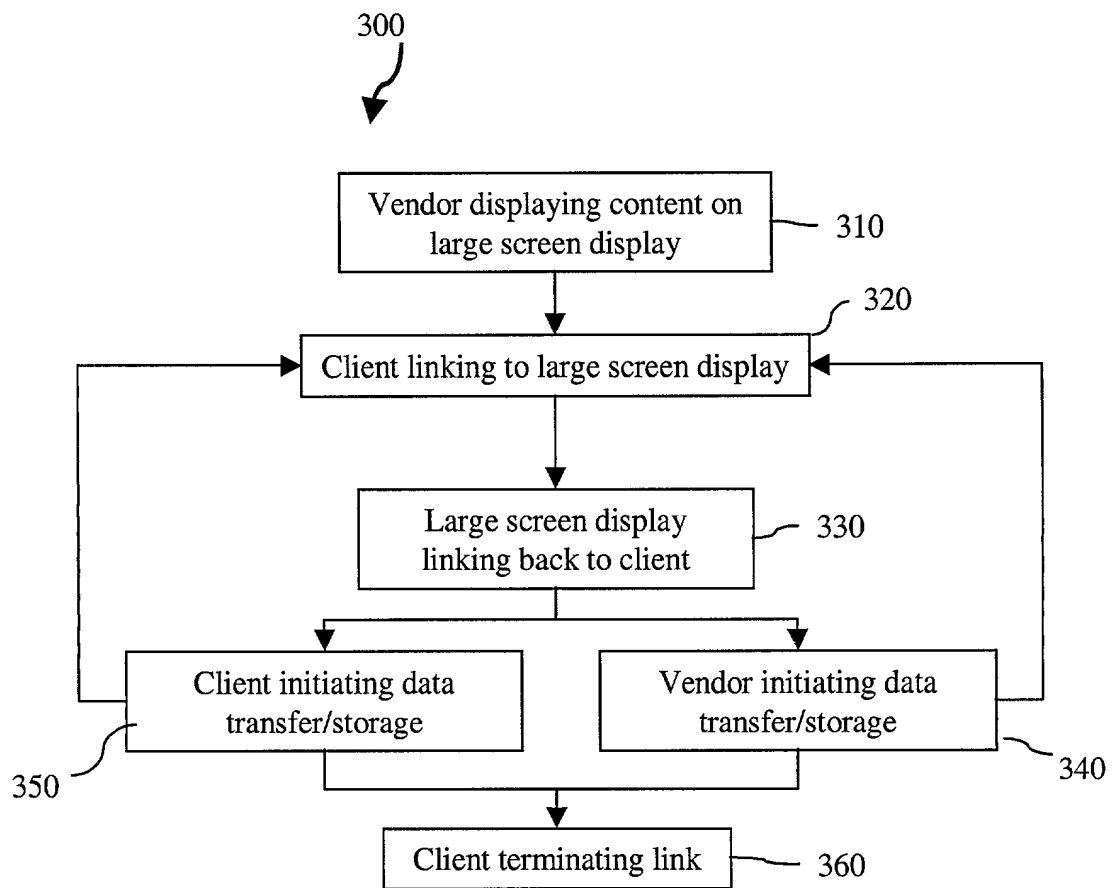 300
Vendor displaying content on
large screen display
310
320
Client linking to large screen display
Large screen display
linking back to client
330
Client initiating data
transfer/storage
350
Vendor initiating data
transfer/storage
340
Client terminating link
360